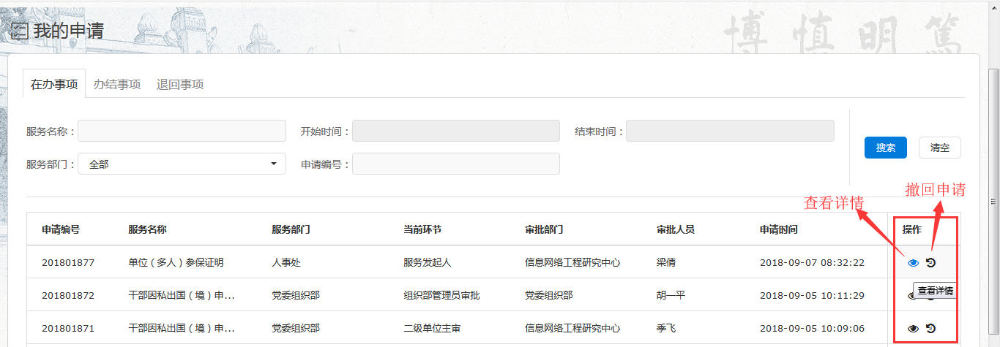 博 慎 明 篤
我的申请
在办事项 办结事项 退回事项
服务名称： 开始时间： 结束时间：
搜索 清空
服务部门： 全部 申请编号：
撤回申请
查看详情
申请编号 服务名称 服务部门 当前环节 审批部门 审批人员 申请时间 操作
201801877 单位（多人）参保证明 人事处 服务发起人 信息网络工程研究中心 梁倩 2018-09-07 08:32:22
查看详情
201801872 干部因私出国（境）申... 党委组织部 组织部管理员审批 党委组织部 胡一平 2018-09-05 10:11:29
201801871 干部因私出国（境）申... 党委组织部 二级单位主审 信息网络工程研究中心 季飞 2018-09-05 10:09:06